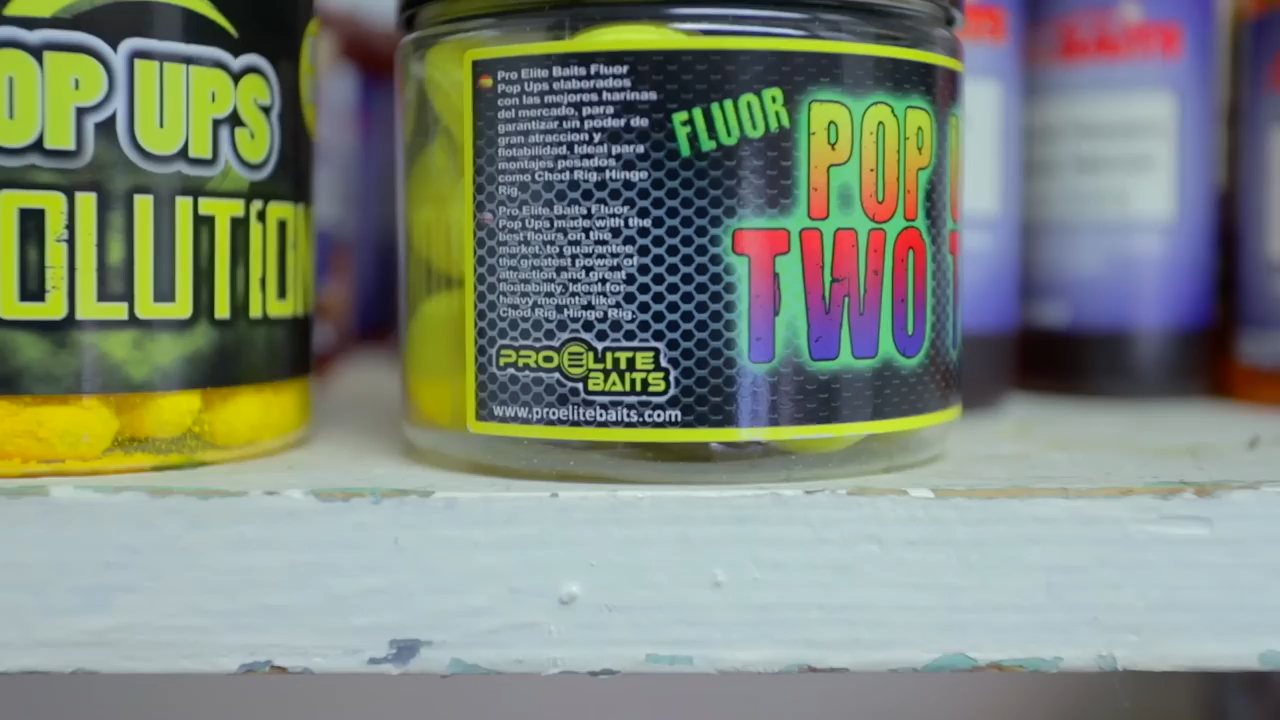 POP UPS
OLUTION
Pro Elite Baits Fluor
Pop Ups elaborados
con las mejores harinas
del mercado, para
garantizar un poder de
gran atraccion y
flotabilidad. Ideal para
montajes pesados
como Chod Rig, Hinge
Rig.
Pro Elite Baits Fluor
Pop Ups made with the
best flours on the
market, to guarantee
the greatest power of
attraction and great
floatability. Ideal for
heavy mounts like
Chod Rig, Hinge Rig.
PRO ELITE
BAITS
www.proelitebaits.com
FLUOR
POP
TWO